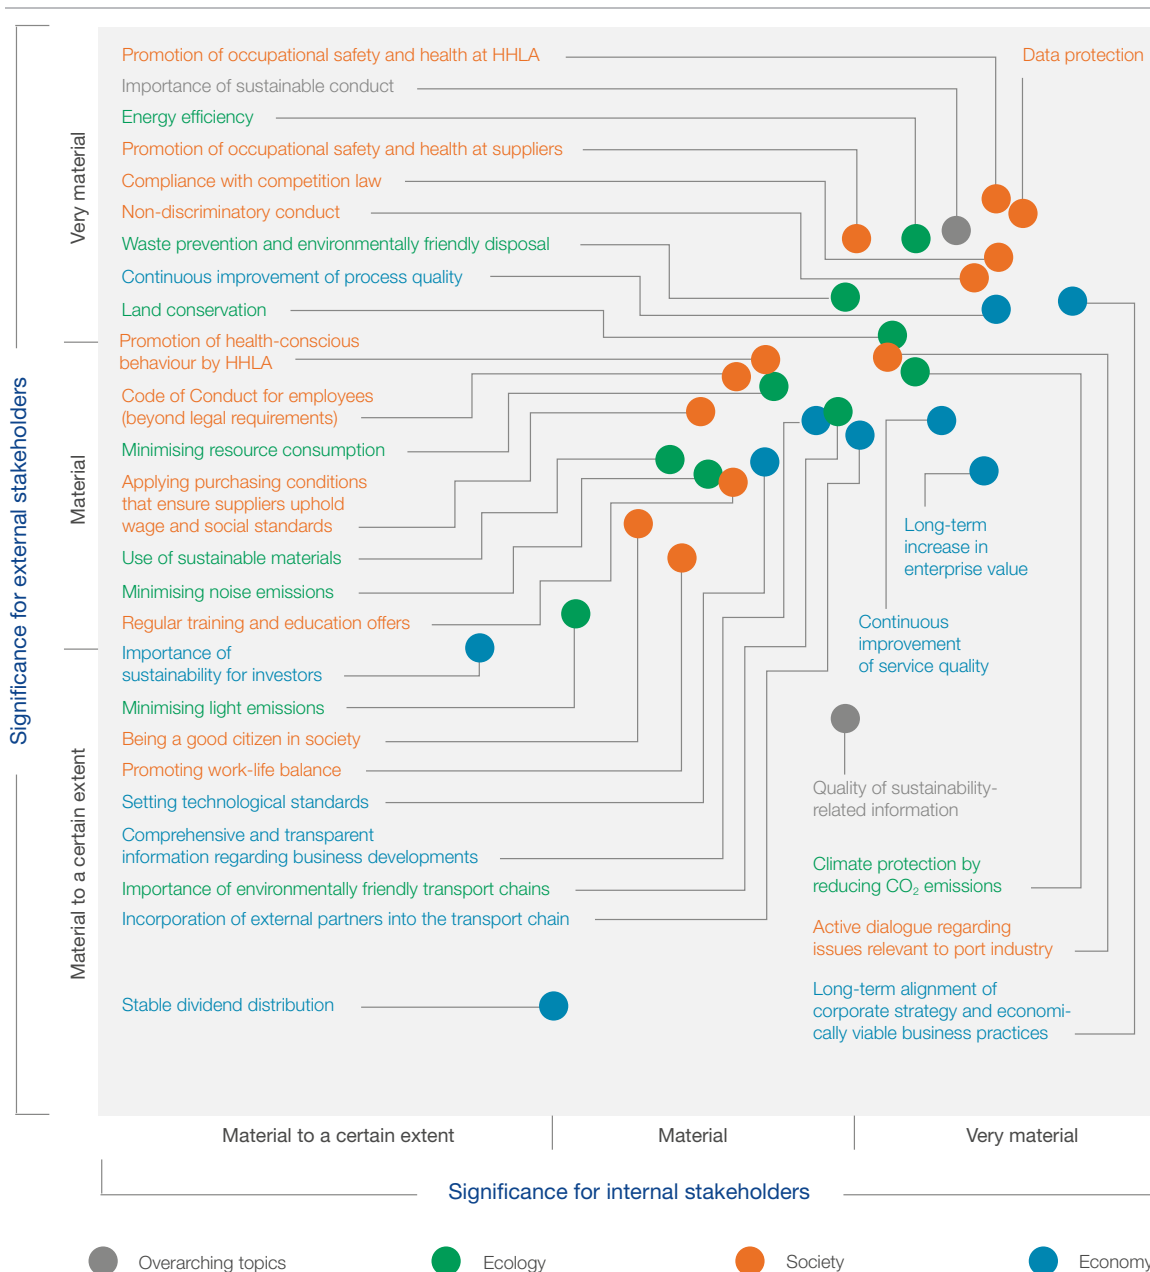 Promotion of occupational safety and health at HHLA
Data protection
Importance of sustainable conduct
Energy efficiency
Promotion of occupational safety and health at suppliers
Compliance with competition law
Non-discriminatory conduct
Waste prevention and environmentally friendly disposal
Continuous improvement of process quality
Land conservation
Promotion of health-conscious
behaviour by HHLA
Code of Conduct for employees
(beyond legal requirements)
Minimising resource consumption
Applying purchasing conditions
that ensure suppliers uphold
wage and social standards
Use of sustainable materials
Minimising noise emissions
Regular training and education offers
Importance of
sustainability for investors
Minimising light emissions
Being a good citizen in society
Promoting work-life balance
Setting technological standards
Comprehensive and transparent
information regarding business developments
Importance of environmentally friendly transport chains
Incorporation of external partners into the transport chain
Stable dividend distribution
Long-term
increase in
enterprise value
Continuous
improvement
of service quality
Quality of sustainability-
related information
Climate protection by
reducing CO₂ emissions
Active dialogue regarding
issues relevant to port industry
Long-term alignment of
corporate strategy and economi-
cally viable business practices
Significance for external stakeholders
Very material
Material
Material to a certain extent
Material to a certain extent
Material
Very material
Significance for internal stakeholders
Overarching topics
Ecology
Society
Economy